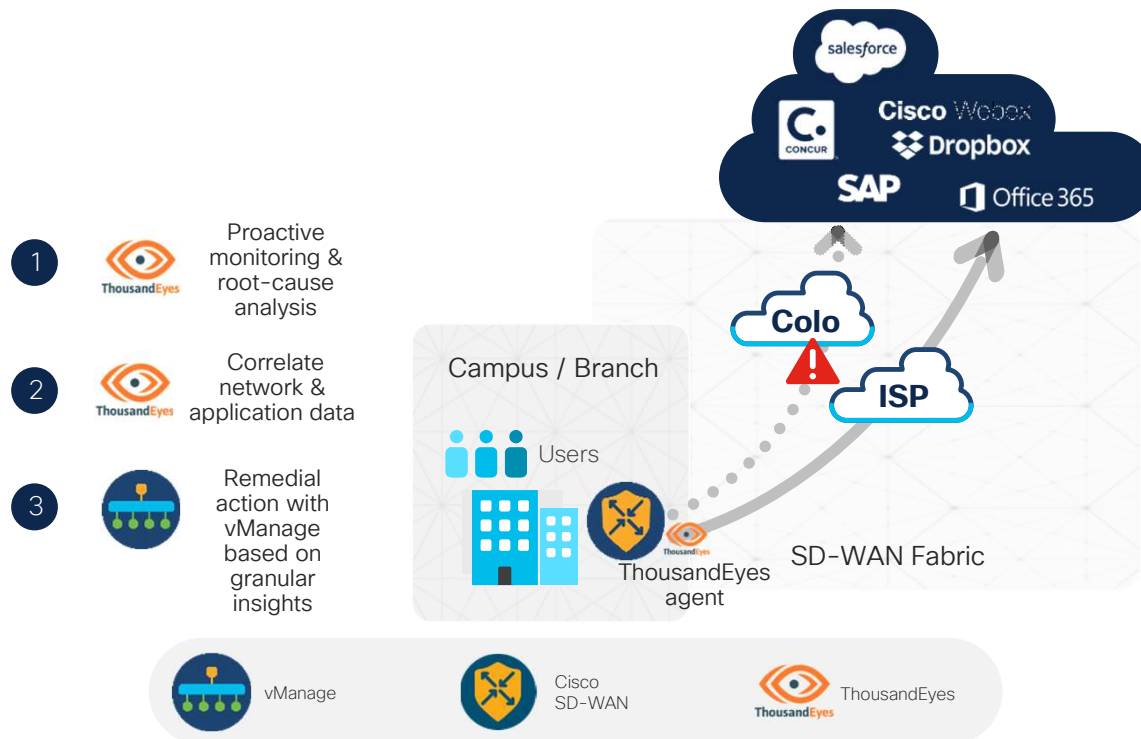 salesforce
CONCUR
Cisco Webex
Dropbox
SAP
Office 365
1
ThousandEyes
Proactive
monitoring &
root-cause
analysis
2
ThousandEyes
Correlate
network &
application data
3
Remedial
action with
vManage
based on
granular
insights
Campus / Branch
Users
Colo
ISP
ThousandEyes
ThousandEyes
agent
SD-WAN Fabric
vManage
Cisco
SD-WAN
ThousandEyes
ThousandEyes